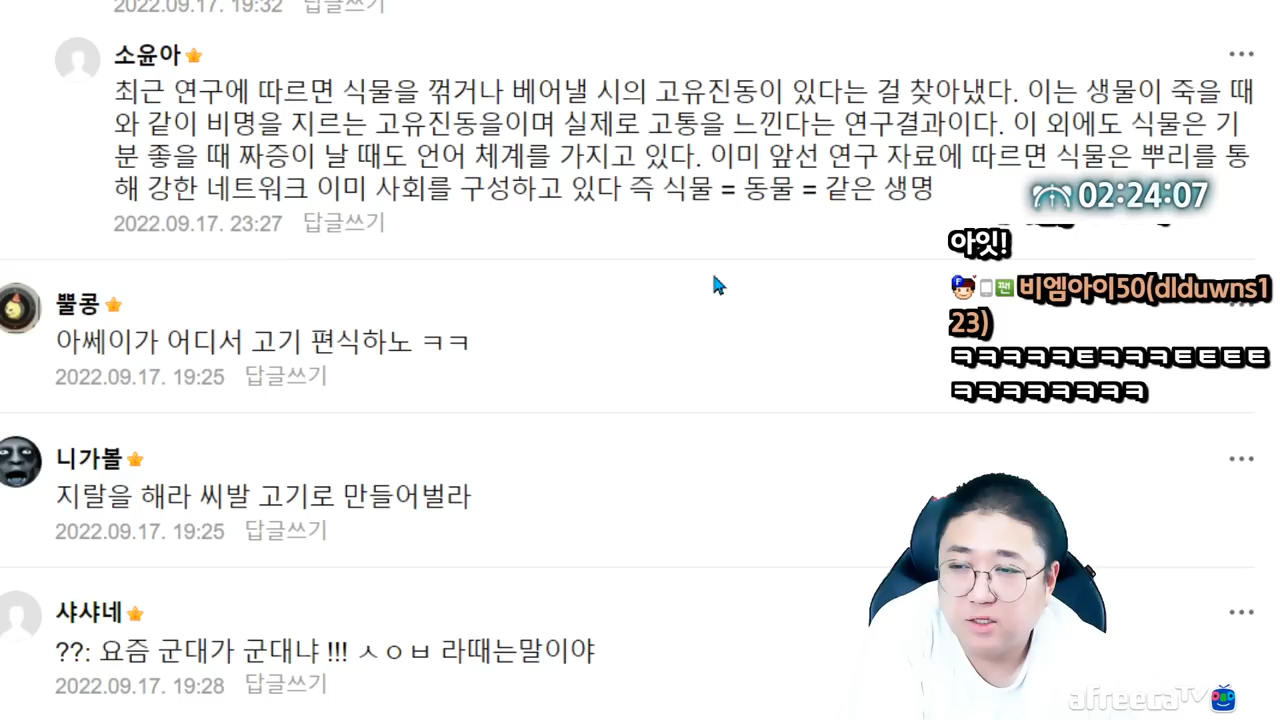 2022.09.17. 19:32 답글쓰기
소윤아
최근 연구에 따르면 식물을 꺾거나 베어낼 시의 고유진동이 있다는 걸 찾아냈다. 이는 생물이 죽을 때
와 같이 비명을 지르는 고유진동을이며 실제로 고통을 느낀다는 연구결과이다. 이 외에도 식물은 기
분 좋을 때 짜증이 날 때도 언어 체계를 가지고 있다. 이미 앞선 연구 자료에 따르면 식물은 뿌리를 통
해 강한 네트워크 이미 사회를 구성하고 있다 즉 식물 = 동물 = 같은 생명
02:24:07
2022.09.17. 23:27 답글쓰기
아잇!
비엠아이50(dlduwns1
23)
ㅋㅋㅋㅋㅋㅌㅋㅋㅋㅌㅌㅌㅌ
ㅋㅋㅋㅋㅋㅋㅋㅋ
뿔콩
아쎄이가 어디서 고기 편식하노 ㅋㅋ
2022.09.17. 19:25 답글쓰기
니가볼
지랄을 해라 씨발 고기로 만들어벌라
2022.09.17. 19:25 답글쓰기
샤샤네
??: 요즘 군대가 군대냐 !!! ㅅㅇㅂ 라때는말이야
2022.09.17. 19:28 답글쓰기
afreecaTV